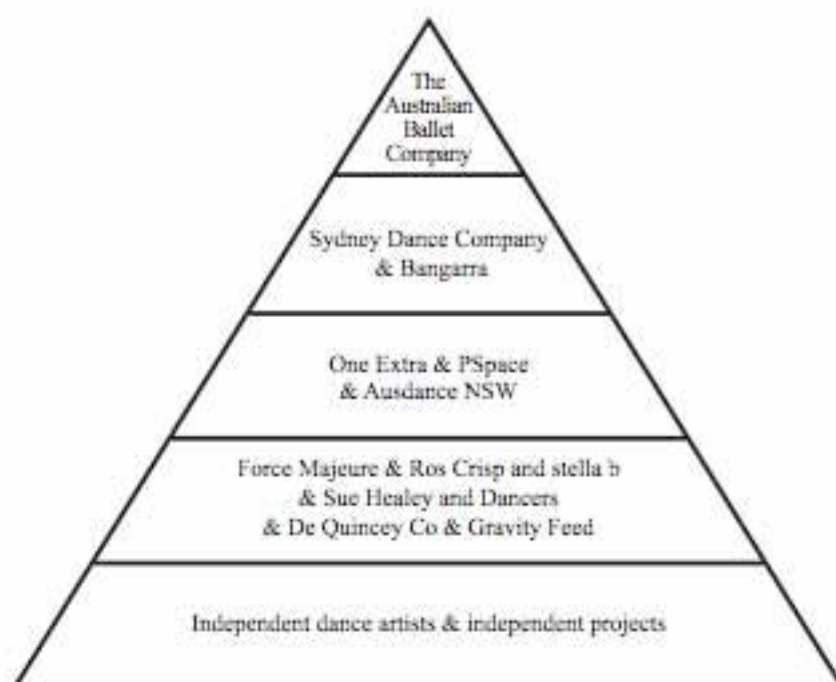 The
Australian
Ballet
Company
Sydney Dance Company
& Bangarra
One Extra & PSpace
& Ausdance NSW
Force Majeure & Ros Crisp and stella b
& Sue Healey and Dancers
& De Quincey Co & Gravity Feed
Independent dance artists & independent projects